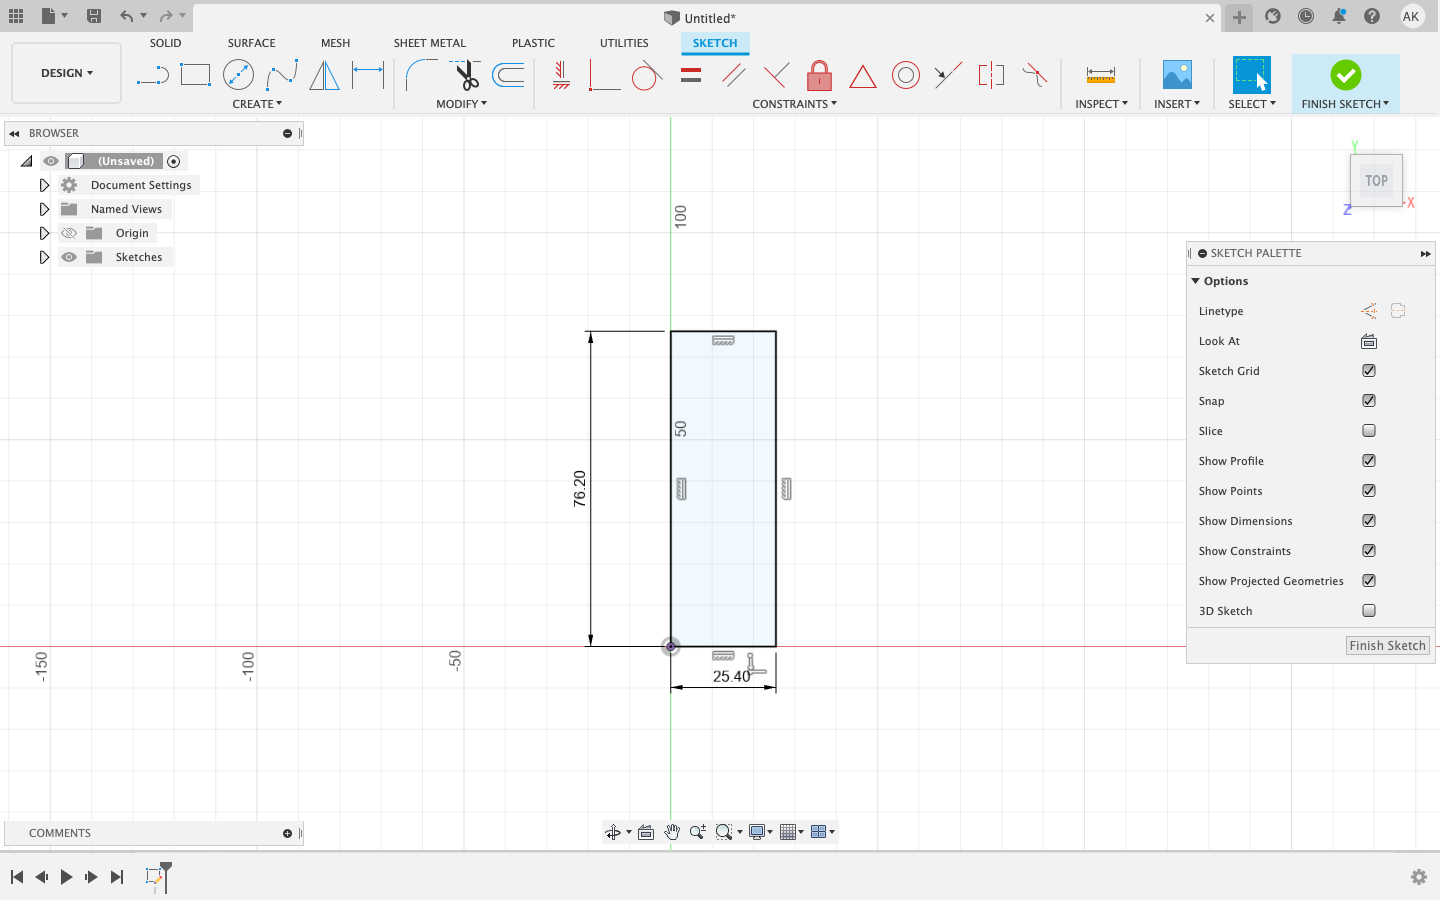 Untitled*
AK
DESIGN
SOLID SURFACE MESH SHEET METAL PLASTIC UTILITIES SKETCH
CREATE MODIFY CONSTRAINTS INSPECT INSERT SELECT FINISH SKETCH
BROWSER
(Unsaved)
Document Settings
Named Views
Origin
Sketches
Y
TOP
Z
X
SKETCH PALETTE
Options
Linetype
Look At
Sketch Grid
Snap
Slice
Show Profile
Show Points
Show Dimensions
Show Constraints
Show Projected Geometries
3D Sketch
Finish Sketch
100
50
76.20
-150
-100
-50
25.40
COMMENTS